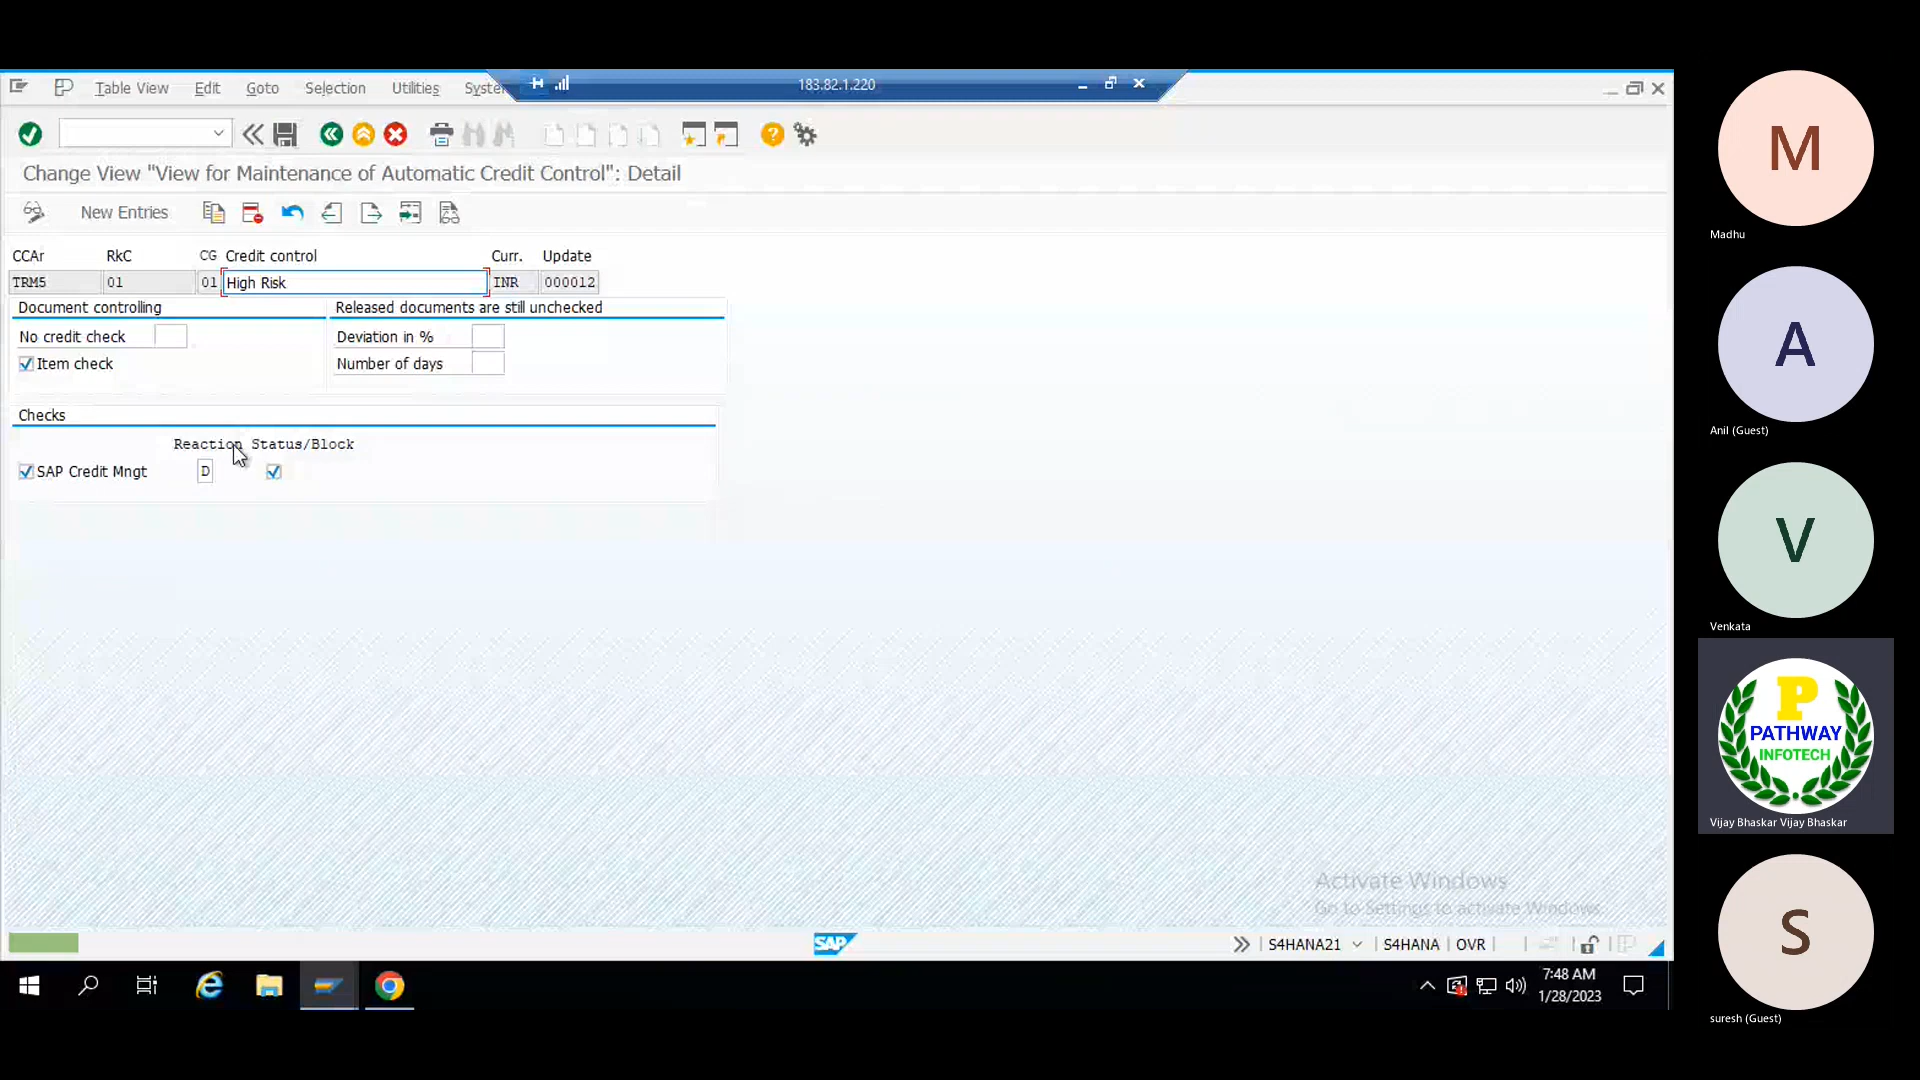 183.82.1.220
Table View Edit Goto Selection Utilities Syste
Change View "View for Maintenance of Automatic Credit Control": Detail
New Entries
CCAr RkC CG Credit control Curr. Update
TRM5 01 01 High Risk INR 000012
Document controlling Released documents are still unchecked
No credit check Deviation in %
Item check Number of days
Checks
Reaction Status/Block
SAP Credit Mngt D
Activate Windows
Go to Settings to activate Windows.
SAP S4HANA21 S4HANA OVR
7:48 AM
1/28/2023
M
Madhu
A
Anil (Guest)
V
Venkata
P
PATHWAY
INFOTECH
Vijay Bhaskar Vijay Bhaskar
S
suresh (Guest)